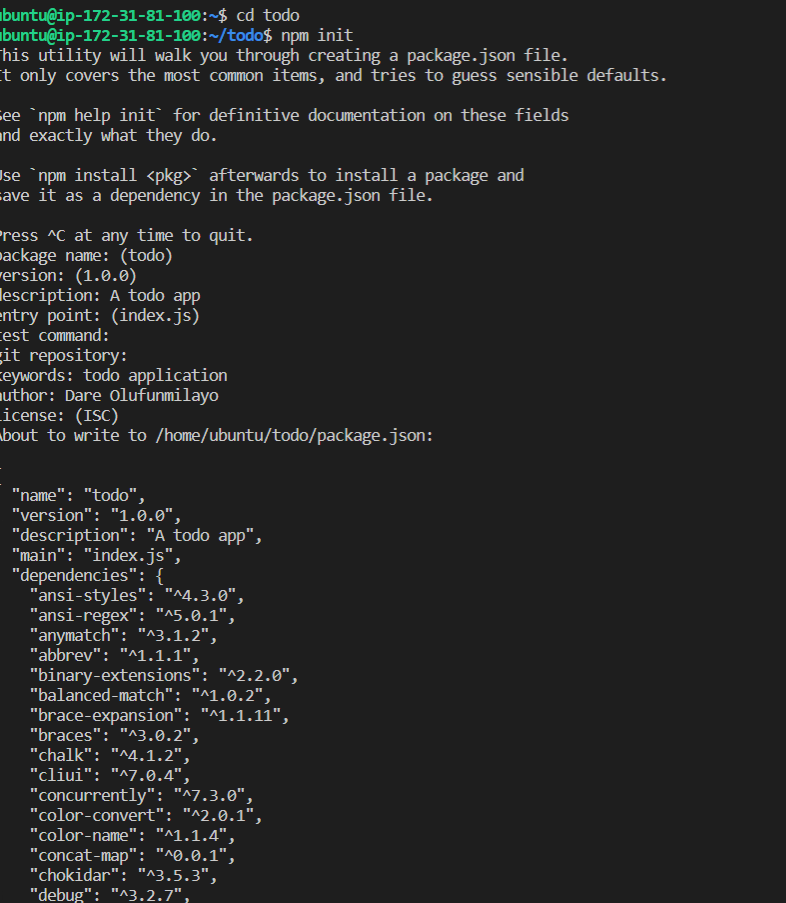 ubuntu@ip-172-31-81-100:~$ cd todo
ubuntu@ip-172-31-81-100:~/todo$ npm init
This utility will walk you through creating a package.json file.
It only covers the most common items, and tries to guess sensible defaults.
See `npm help init` for definitive documentation on these fields
and exactly what they do.
Use `npm install <pkg>` afterwards to install a package and
save it as a dependency in the package.json file.
Press ^C at any time to quit.
package name: (todo)
version: (1.0.0)
description: A todo app
entry point: (index.js)
test command:
git repository:
keywords: todo application
author: Dare Olufunmilayo
license: (ISC)
About to write to /home/ubuntu/todo/package.json:
{
"name": "todo",
"version": "1.0.0",
"description": "A todo app",
"main": "index.js",
"dependencies": {
"ansi-styles": "^4.3.0",
"ansi-regex": "^5.0.1",
"anymatch": "^3.1.2",
"abbrev": "^1.1.1",
"binary-extensions": "^2.2.0",
"balanced-match": "^1.0.2",
"brace-expansion": "^1.1.11",
"braces": "^3.0.2",
"chalk": "^4.1.2",
"cliui": "^7.0.4",
"concurrently": "^7.3.0",
"color-convert": "^2.0.1",
"color-name": "^1.1.4",
"concat-map": "^0.0.1",
"chokidar": "^3.5.3",
"debug": "^3.2.7",